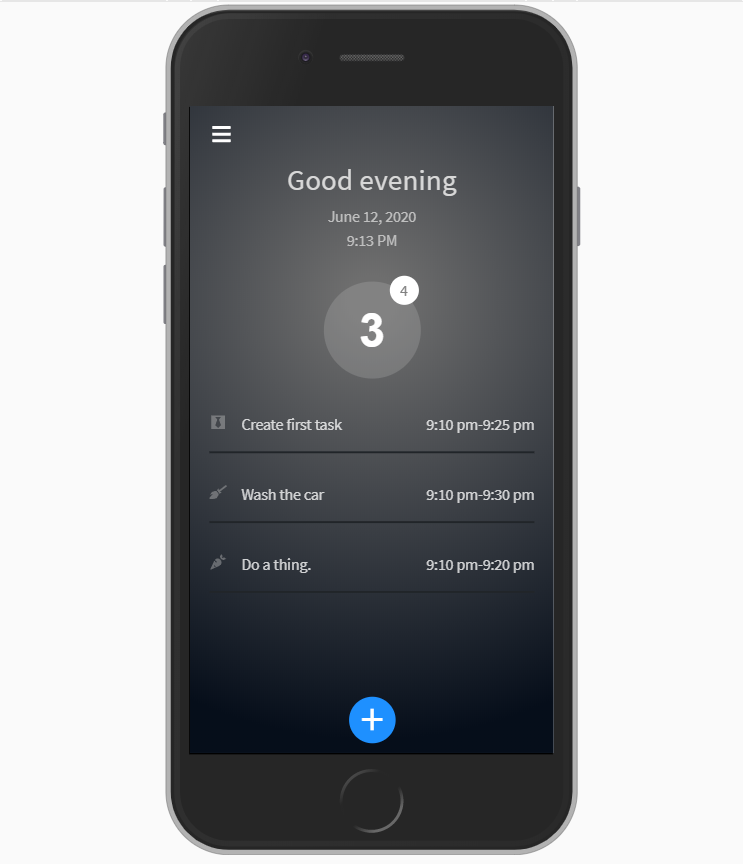 Good evening
June 12, 2020
9:13 PM
4
3
Create first task 9:10 pm-9:25 pm
Wash the car 9:10 pm-9:30 pm
Do a thing. 9:10 pm-9:20 pm